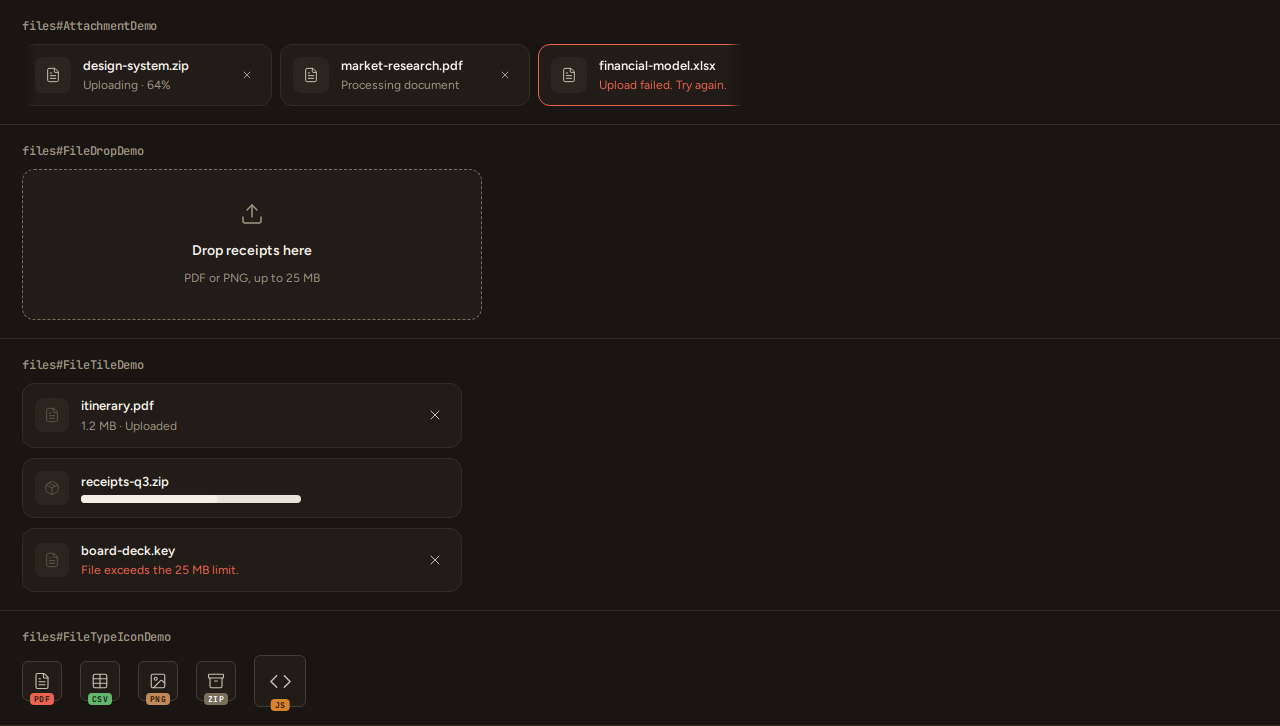 files#AttachmentDemo
design-system.zip
Uploading · 64%
market-research.pdf
Processing document
financial-model.xlsx
Upload failed. Try again.
files#FileDropDemo
Drop receipts here
PDF or PNG, up to 25 MB
files#FileTileDemo
itinerary.pdf
1.2 MB · Uploaded
receipts-q3.zip
board-deck.key
File exceeds the 25 MB limit.
files#FileTypeIconDemo
PDF
CSV
PNG
ZIP
JS